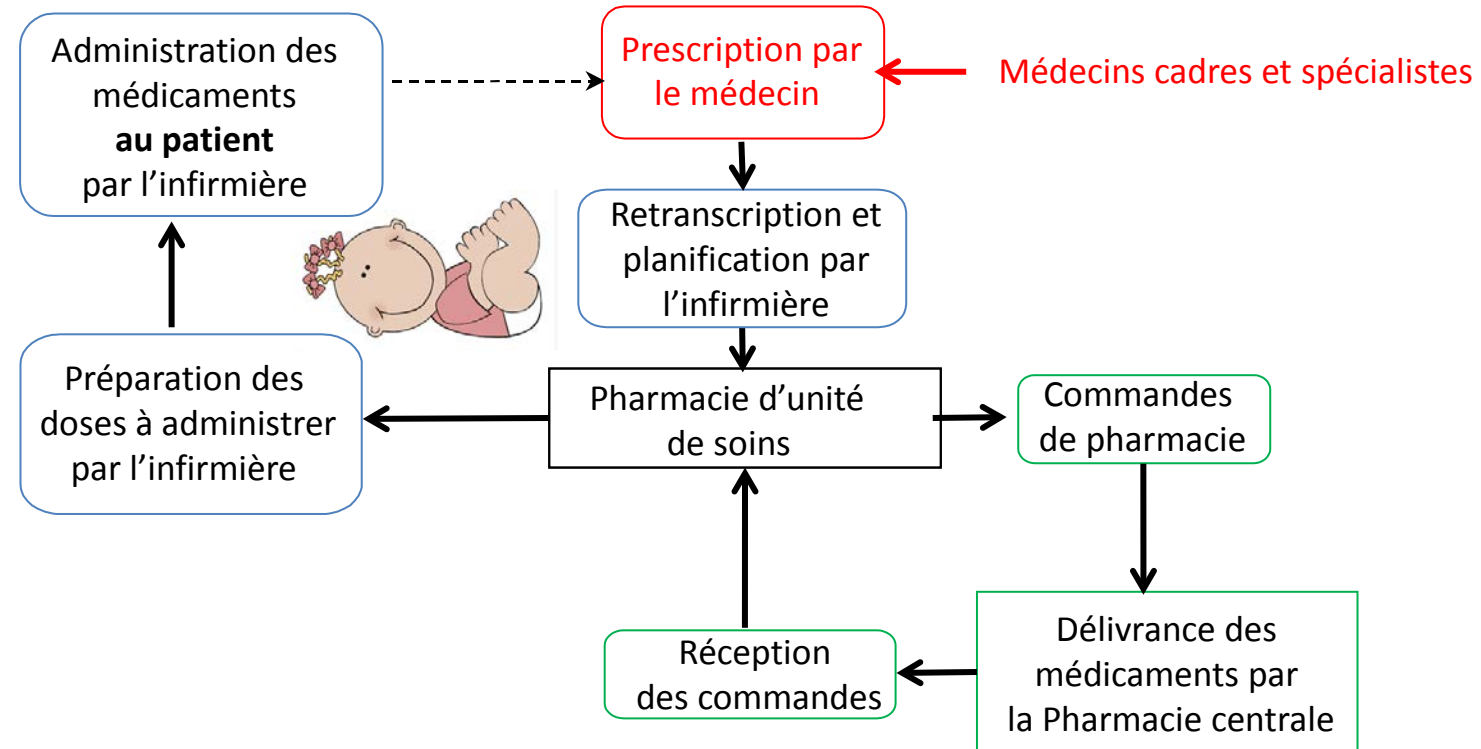 Administration des
médicaments
au patient
par l’infirmière
Prescription par
le médecin
Médecins cadres et spécialistes
Retranscription et
planification par
l’infirmière
Préparation des
doses à administrer
par l’infirmière
Pharmacie d’unité
de soins
Commandes
de pharmacie
Réception
des commandes
Délivrance des
médicaments par
la Pharmacie centrale